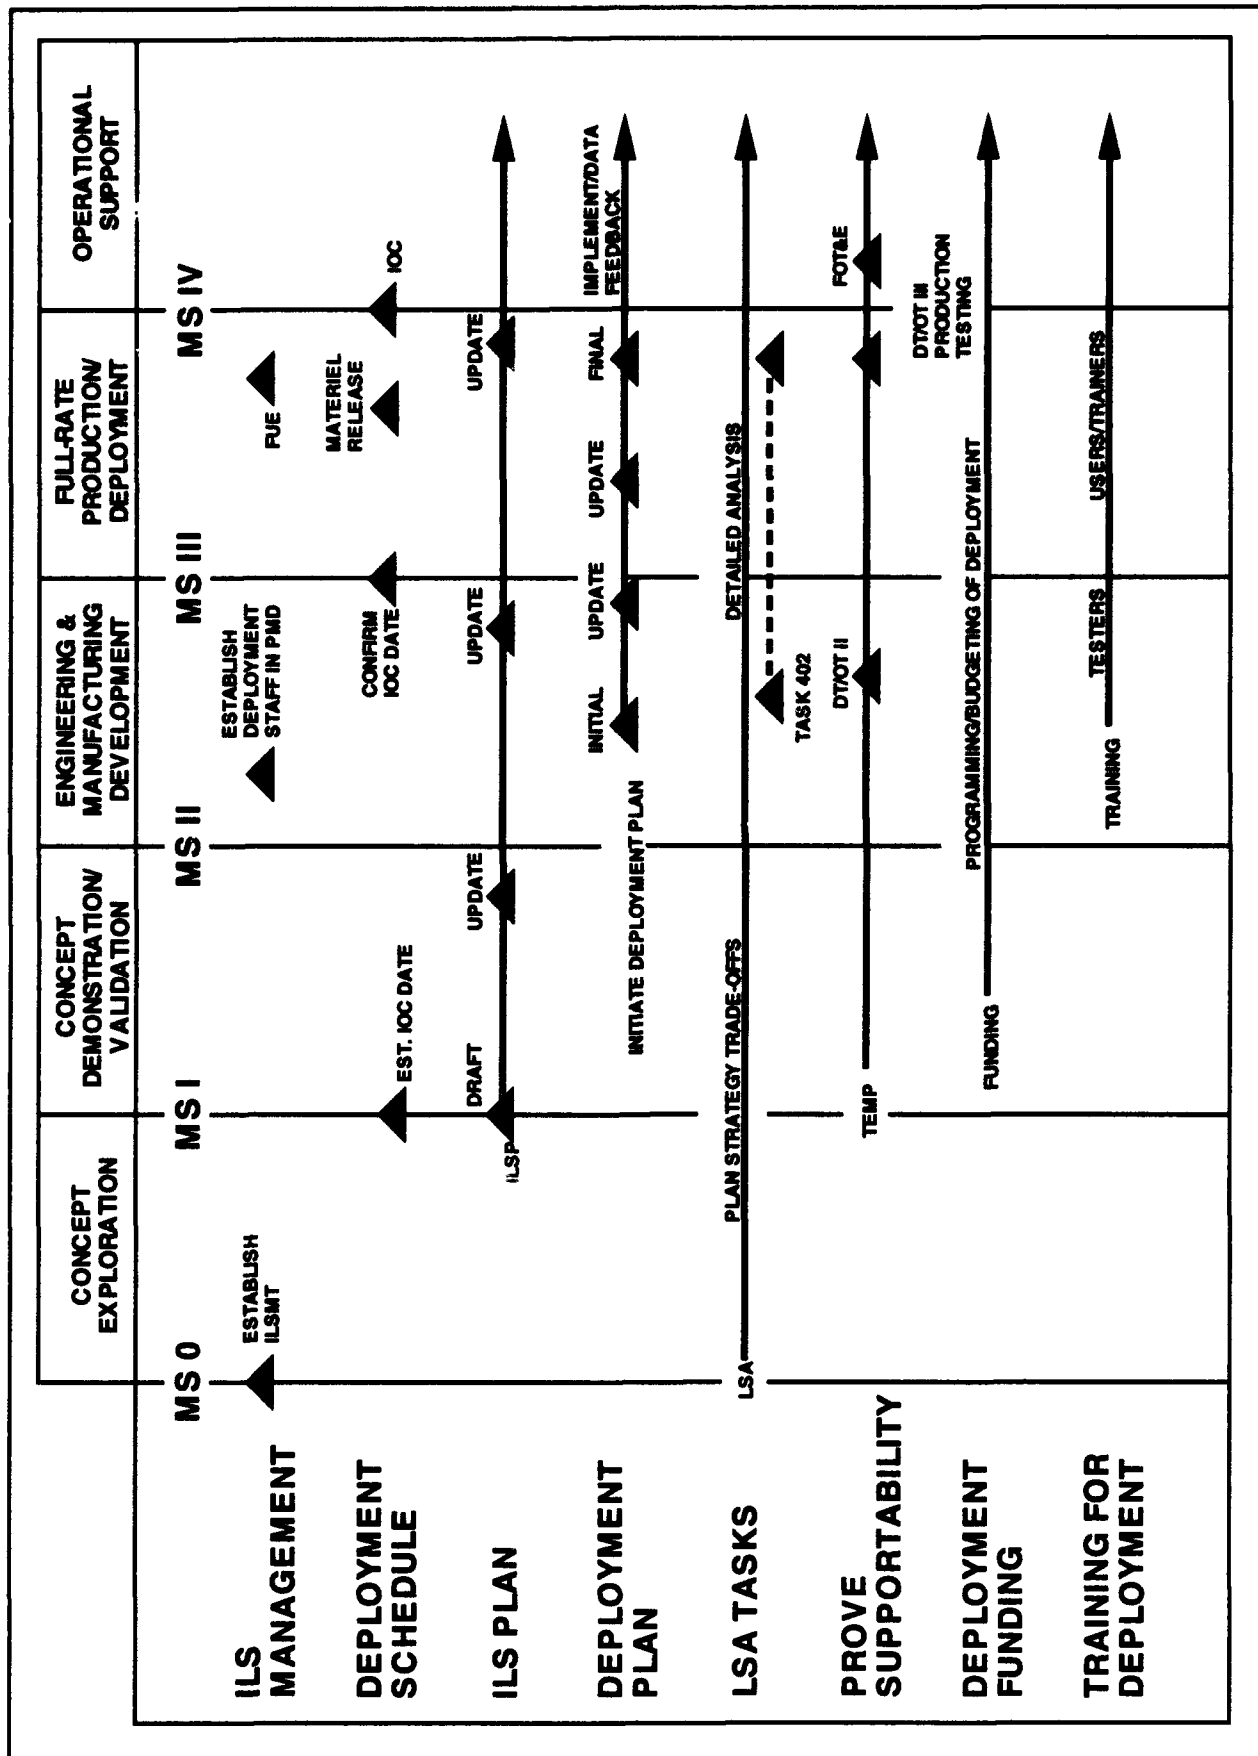 CONCEPT
EXPLORATION
CONCEPT
DEMONSTRATION/
VALIDATION
ENGINEERING &
MANUFACTURING
DEVELOPMENT
FULL-RATE
PRODUCTION/
DEPLOYMENT
OPERATIONAL
SUPPORT
MS 0
MS I
MS II
MS III
MS IV
ILS
MANAGEMENT
ESTABLISH
ILSMT
ESTABLISH
DEPLOYMENT
STAFF IN PMD
FUE
DEPLOYMENT
SCHEDULE
EST. IOC DATE
CONFIRM
IOC DATE
MATERIEL
RELEASE
IOC
ILS PLAN
ILSP
DRAFT
UPDATE
UPDATE
UPDATE
DEPLOYMENT
PLAN
INITIATE DEPLOYMENT PLAN
INITIAL
UPDATE
UPDATE
FINAL
IMPLEMENT/DATA
FEEDBACK
LSA TASKS
LSA
PLAN STRATEGY TRADE-OFFS
DETAILED ANALYSIS
TASK 402
PROVE
SUPPORTABILITY
TEMP
DT/OT II
FOT&E
DT/OT III
PRODUCTION
TESTING
DEPLOYMENT
FUNDING
FUNDING
PROGRAMMING/BUDGETING OF DEPLOYMENT
TRAINING FOR
DEPLOYMENT
TRAINING
TESTERS
USERS/TRAINERS